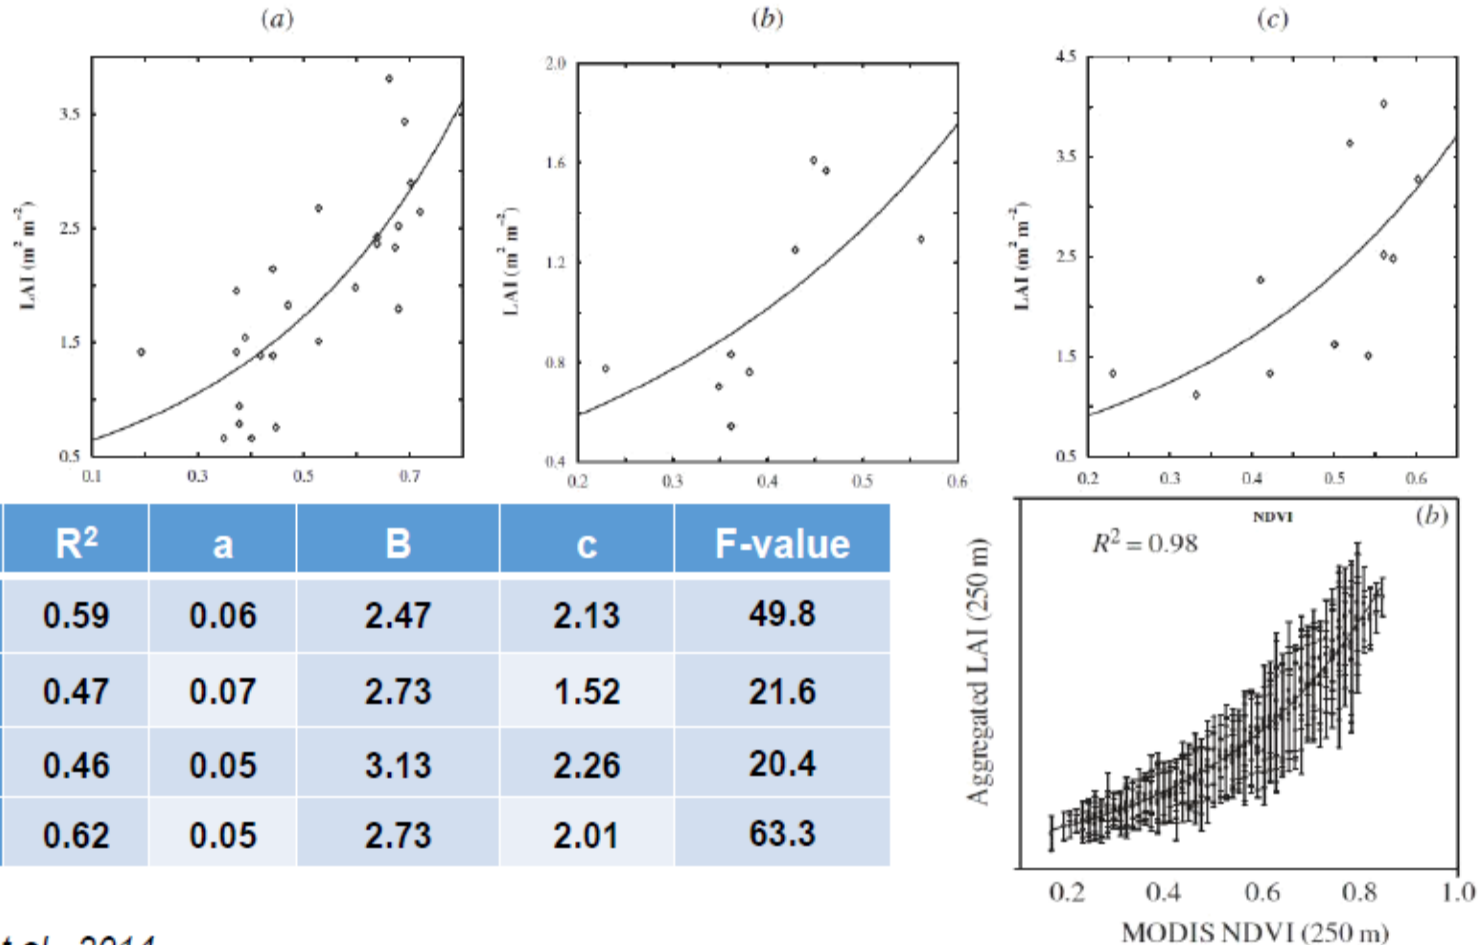 (a)
(b)
(c)
LAI (m² m⁻²)
3.5
2.5
1.5
0.5
0.1 0.3 0.5 0.7
LAI (m² m⁻²)
2.0
1.6
1.2
0.8
0.4
0.2 0.3 0.4 0.5 0.6
LAI (m² m⁻²)
4.5
3.5
2.5
1.5
0.5
0.2 0.3 0.4 0.5 0.6
R² a B c F-value
0.59 0.06 2.47 2.13 49.8
0.47 0.07 2.73 1.52 21.6
0.46 0.05 3.13 2.26 20.4
0.62 0.05 2.73 2.01 63.3
NDVI
(b)
R² = 0.98
Aggregated LAI (250 m)
0.2 0.4 0.6 0.8 1.0
MODIS NDVI (250 m)